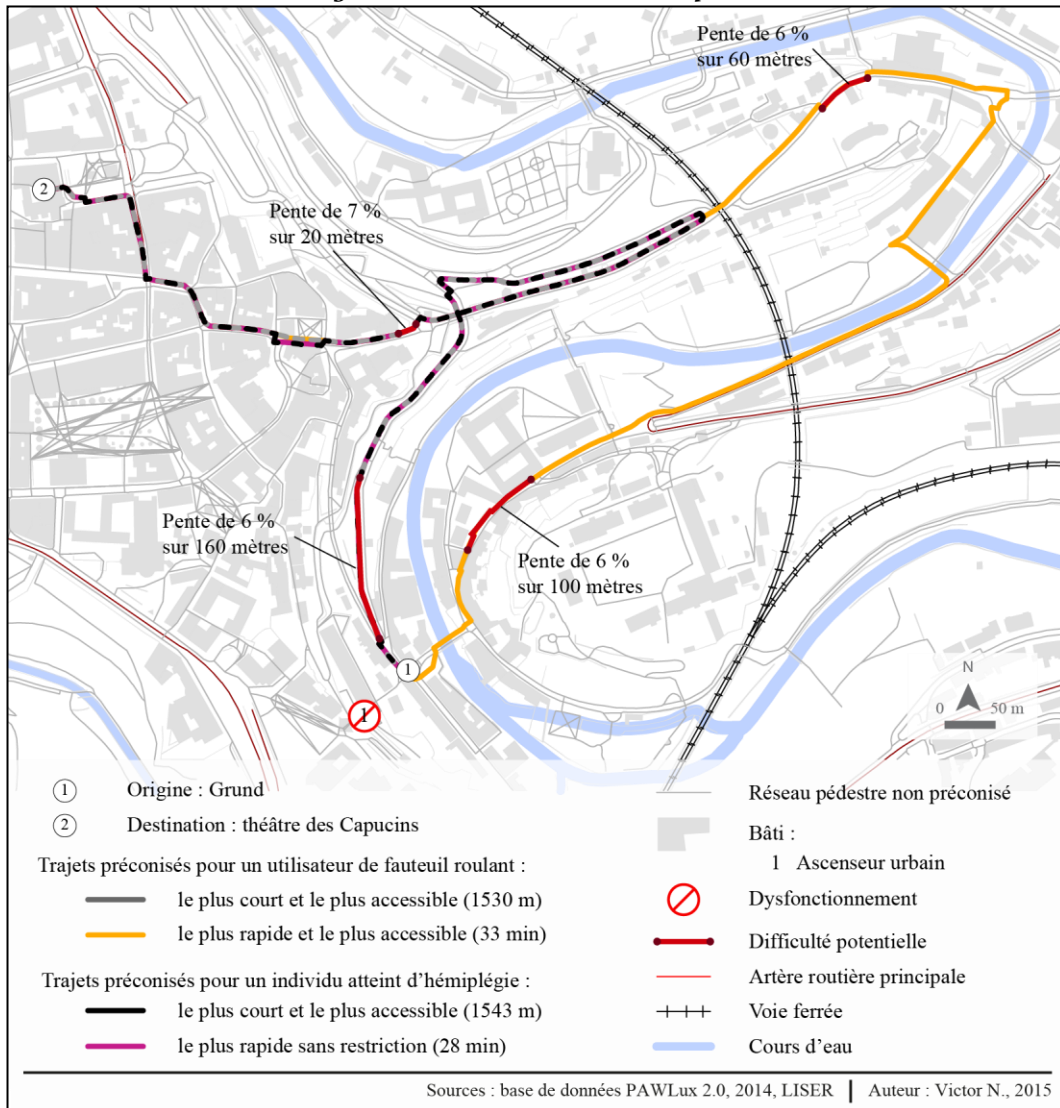 Pente de 6 %
sur 60 mètres
2
Pente de 7 %
sur 20 mètres
Pente de 6 %
sur 160 mètres
Pente de 6 %
sur 100 mètres
1
1
N
0 50 m
1 Origine : Grund
2 Destination : théâtre des Capucins
Trajets préconisés pour un utilisateur de fauteuil roulant :
le plus court et le plus accessible (1530 m)
le plus rapide et le plus accessible (33 min)
Trajets préconisés pour un individu atteint d’hémiplégie :
le plus court et le plus accessible (1543 m)
le plus rapide sans restriction (28 min)
Réseau pédestre non préconisé
Bâti :
1 Ascenseur urbain
Dysfonctionnement
Difficulté potentielle
Artère routière principale
Voie ferrée
Cours d’eau
Sources : base de données PAWLux 2.0, 2014, LISER | Auteur : Victor N., 2015